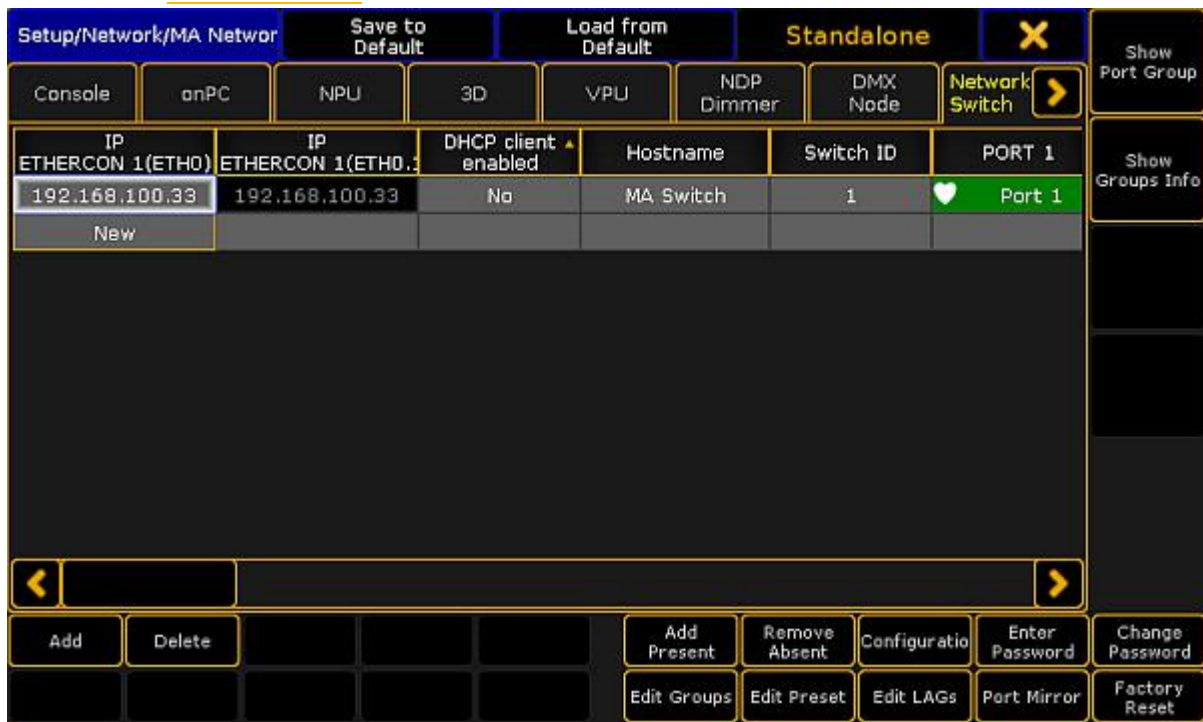 Setup/Network/MA Networ
Save to
Default
Load from
Default
Standalone
Show
Port Group
Console
onPC
NPU
3D
VPU
NDP
Dimmer
DMX
Node
Network
Switch
IP
ETHERCON 1(ETH0)
IP
ETHERCON 1(ETH0.1
DHCP client
enabled
Hostname
Switch ID
PORT 1
Show
Groups Info
192.168.100.33
192.168.100.33
No
MA Switch
1
Port 1
New
Add
Delete
Add
Present
Remove
Absent
Configuratio
Enter
Password
Change
Password
Edit Groups
Edit Preset
Edit LAGs
Port Mirror
Factory
Reset